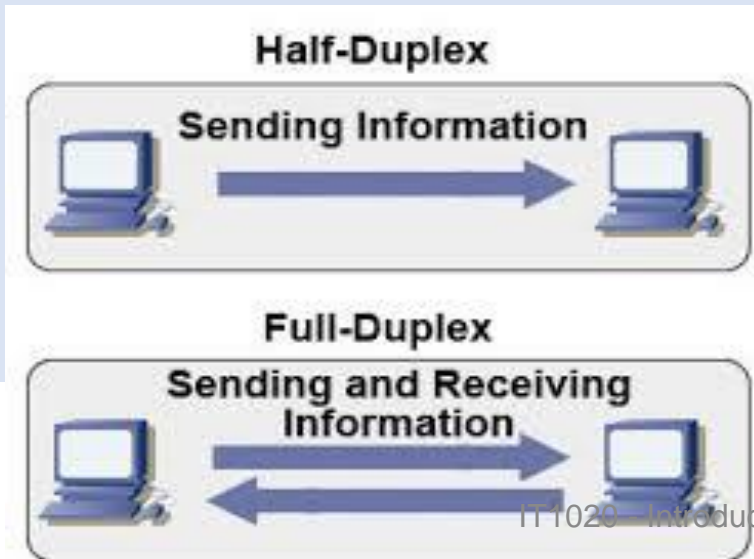 Half-Duplex
Sending Information
Full-Duplex
Sending and Receiving
Information